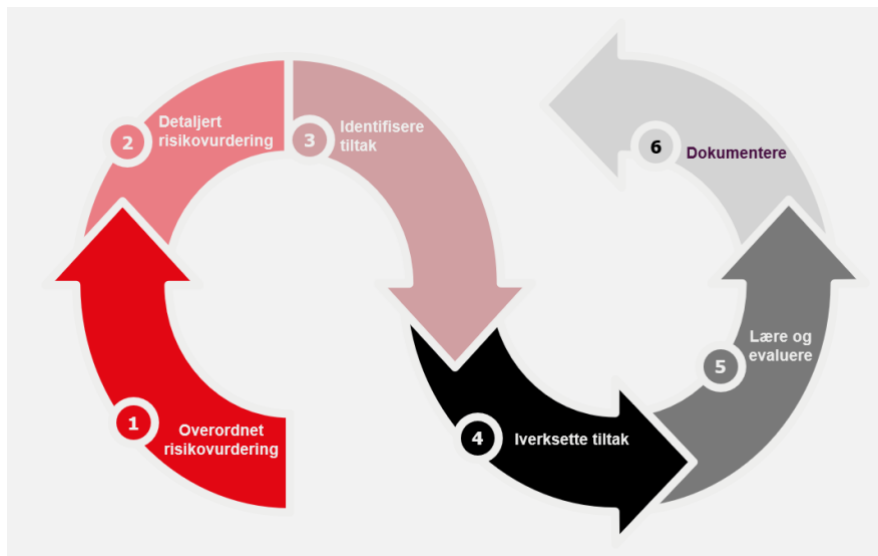 1
Overordnet
risikovurdering
2
Detaljert
risikovurdering
3
Identifisere
tiltak
4
Iverksette tiltak
5
Lære og
evaluere
6
Dokumentere